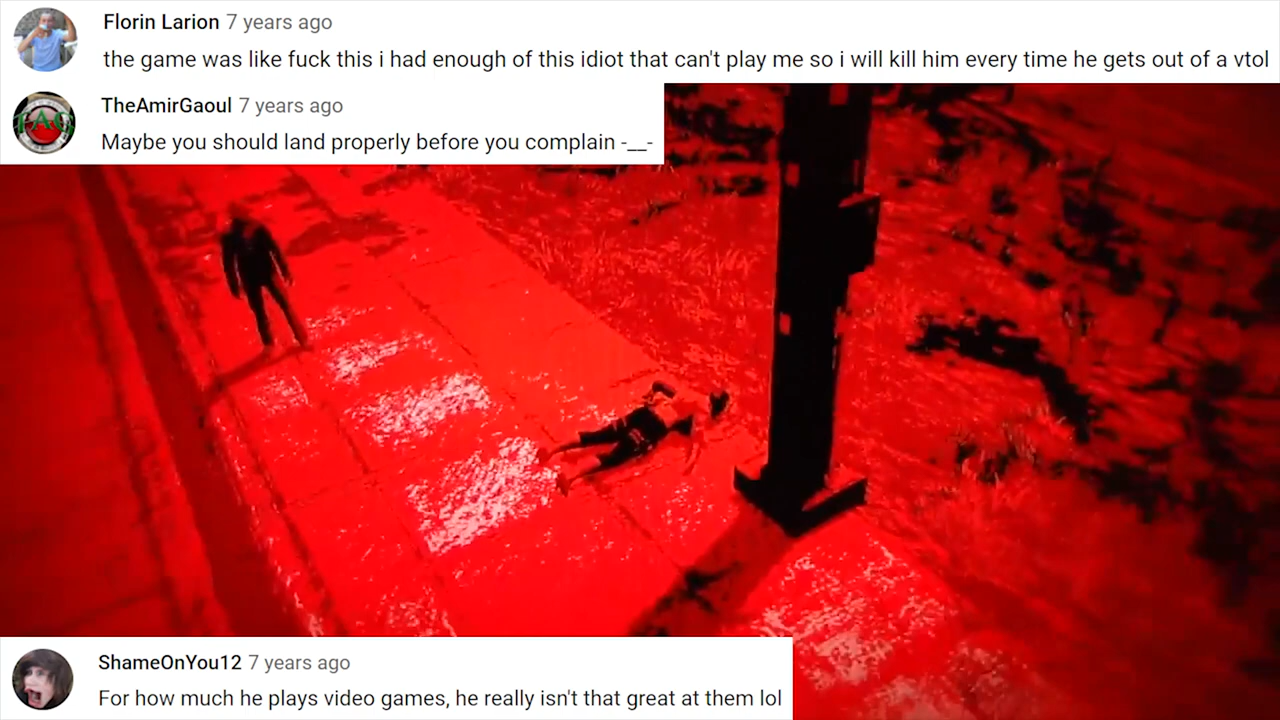 Florin Larion 7 years ago
the game was like fuck this i had enough of this idiot that can't play me so i will kill him every time he gets out of a vtol
TheAmirGaoul 7 years ago
Maybe you should land properly before you complain -__-
TAG
ShameOnYou12 7 years ago
For how much he plays video games, he really isn't that great at them lol